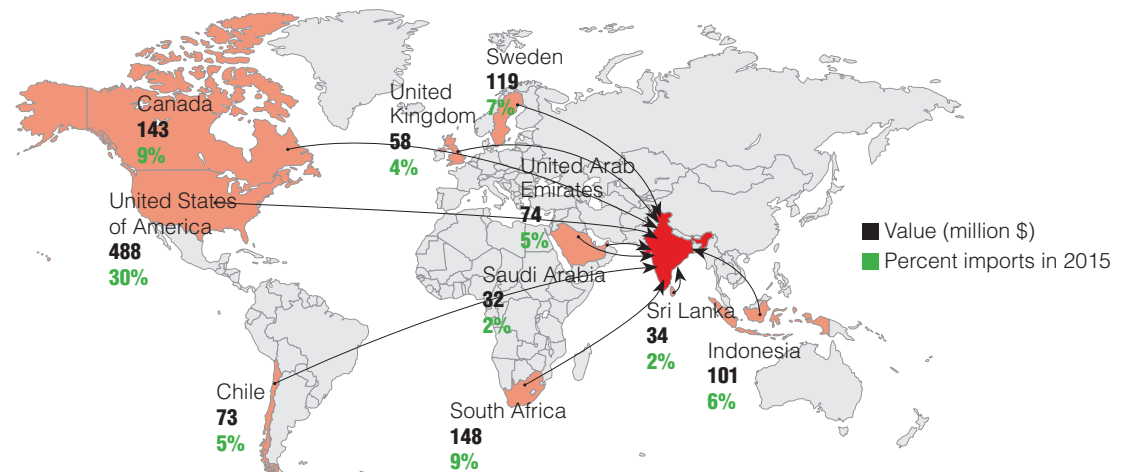 Sweden
119
7%
United
Kingdom
58
4%
Canada
143
9%
United Arab
Emirates
74
5%
United States
of America
488
30%
Value (million $)
Percent imports in 2015
Saudi Arabia
32
2%
Sri Lanka
34
2%
Indonesia
101
6%
Chile
73
5%
South Africa
148
9%